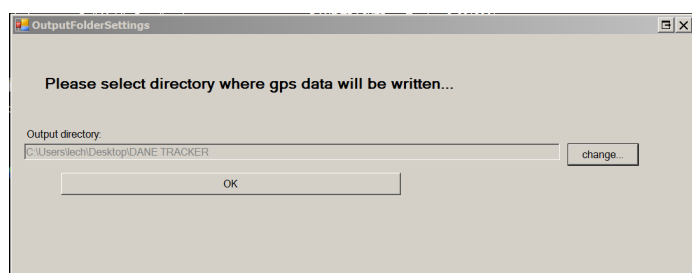 OutputFolderSettings
Please select directory where gps data will be written...
Output directory:
C:\Users\lech\Desktop\DANE TRACKER
change...
OK